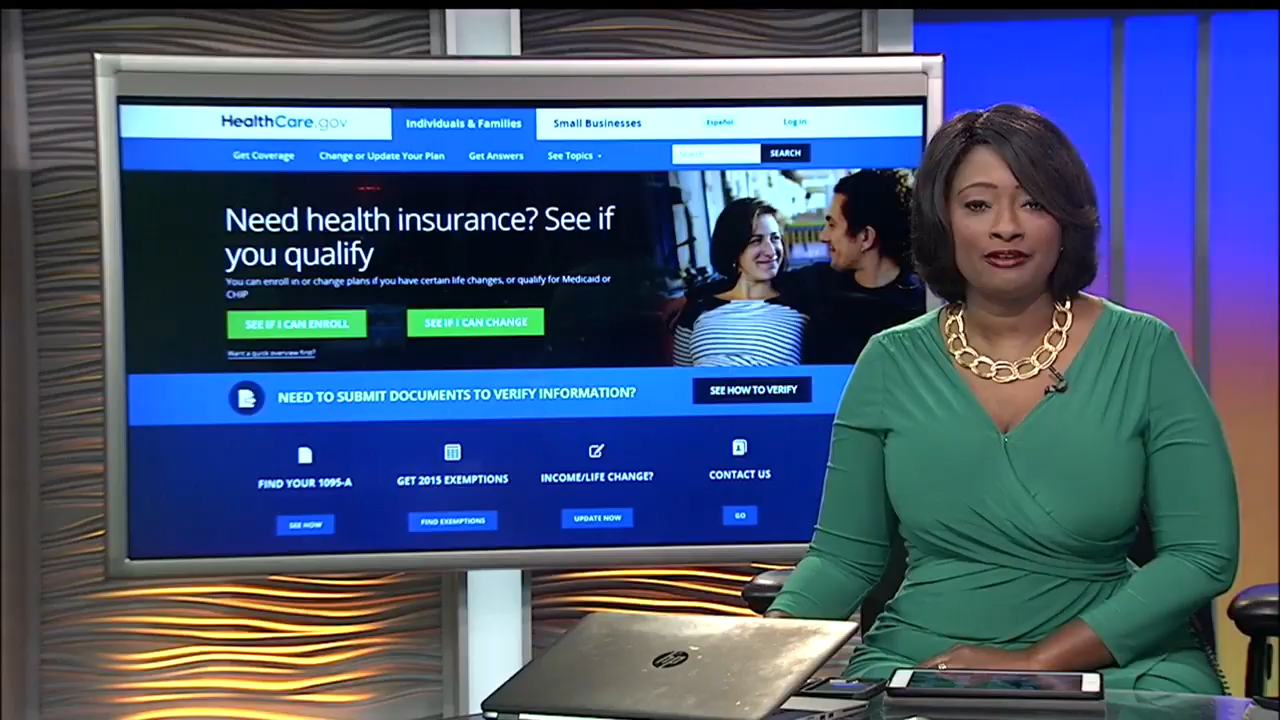 HealthCare.gov
Individuals & Families
Small Businesses
Español
Log in
Get Coverage
Change or Update Your Plan
Get Answers
See Topics
SEARCH
Need health insurance? See if
you qualify
You can enroll in or change plans if you have certain life changes, or qualify for Medicaid or
CHIP
SEE IF I CAN ENROLL
SEE IF I CAN CHANGE
Want a quick overview first?
NEED TO SUBMIT DOCUMENTS TO VERIFY INFORMATION?
SEE HOW TO VERIFY
FIND YOUR 1095-A
GET 2015 EXEMPTIONS
INCOME/LIFE CHANGE?
CONTACT US
SEE HOW
FIND EXEMPTIONS
UPDATE NOW
GO
hp